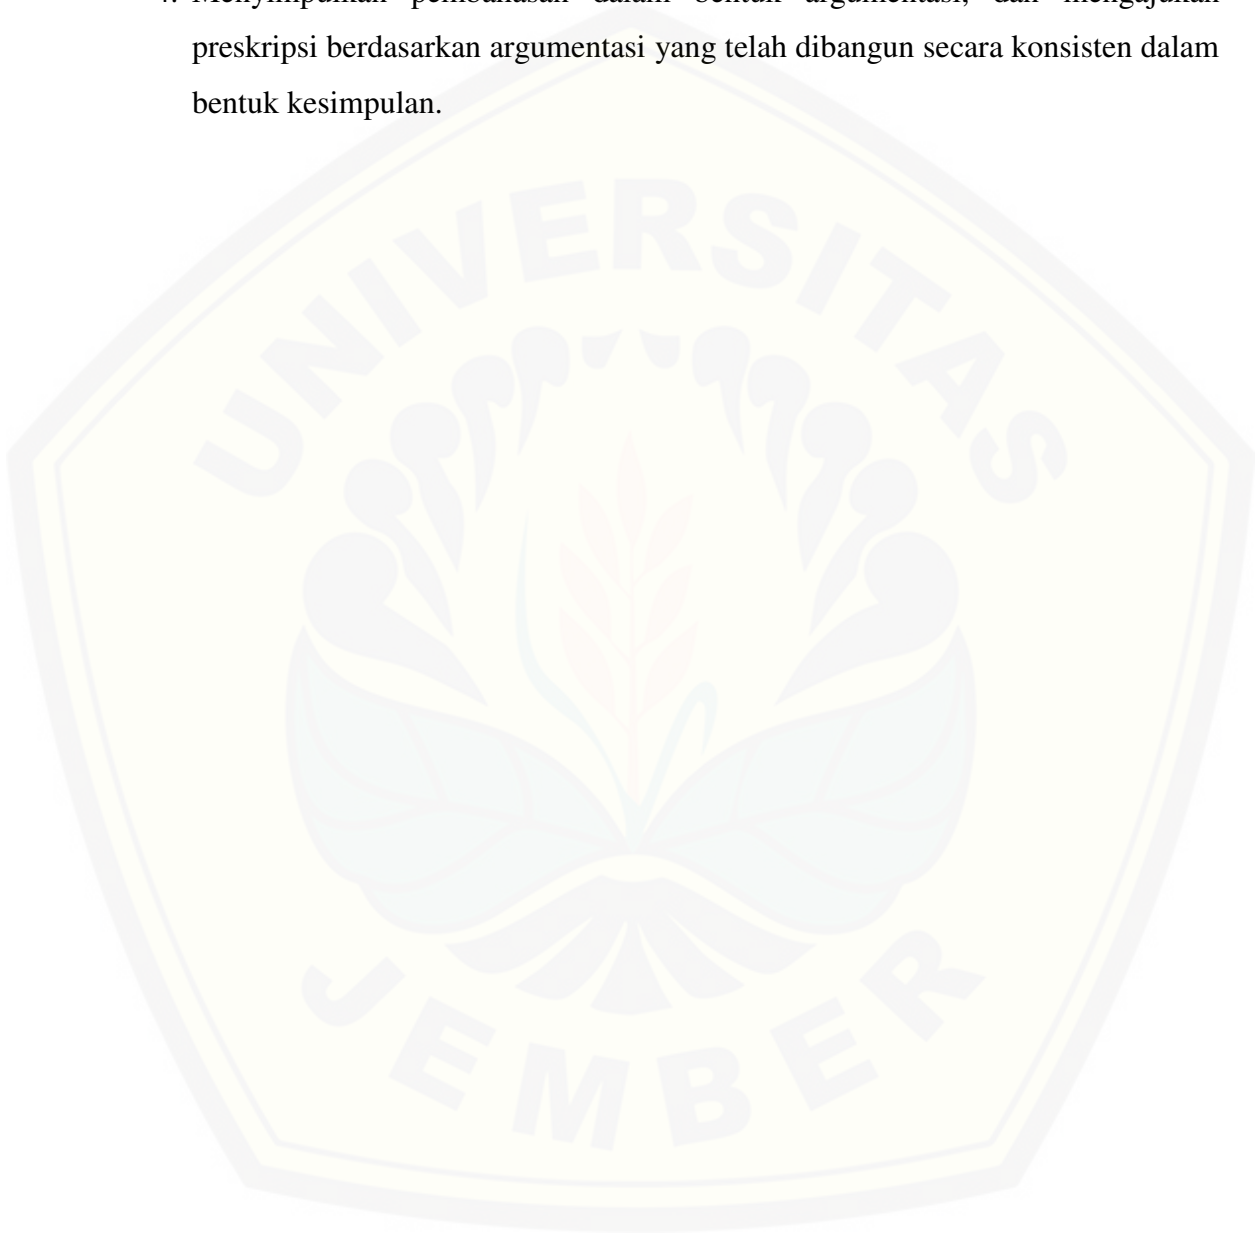 4. Menyimpulkan pembahasan dalam bentuk argumentasi, dan mengajukan
preskripsi berdasarkan argumentasi yang telah dibangun secara konsisten dalam
bentuk kesimpulan.
UNIVERSITAS
JEMBER